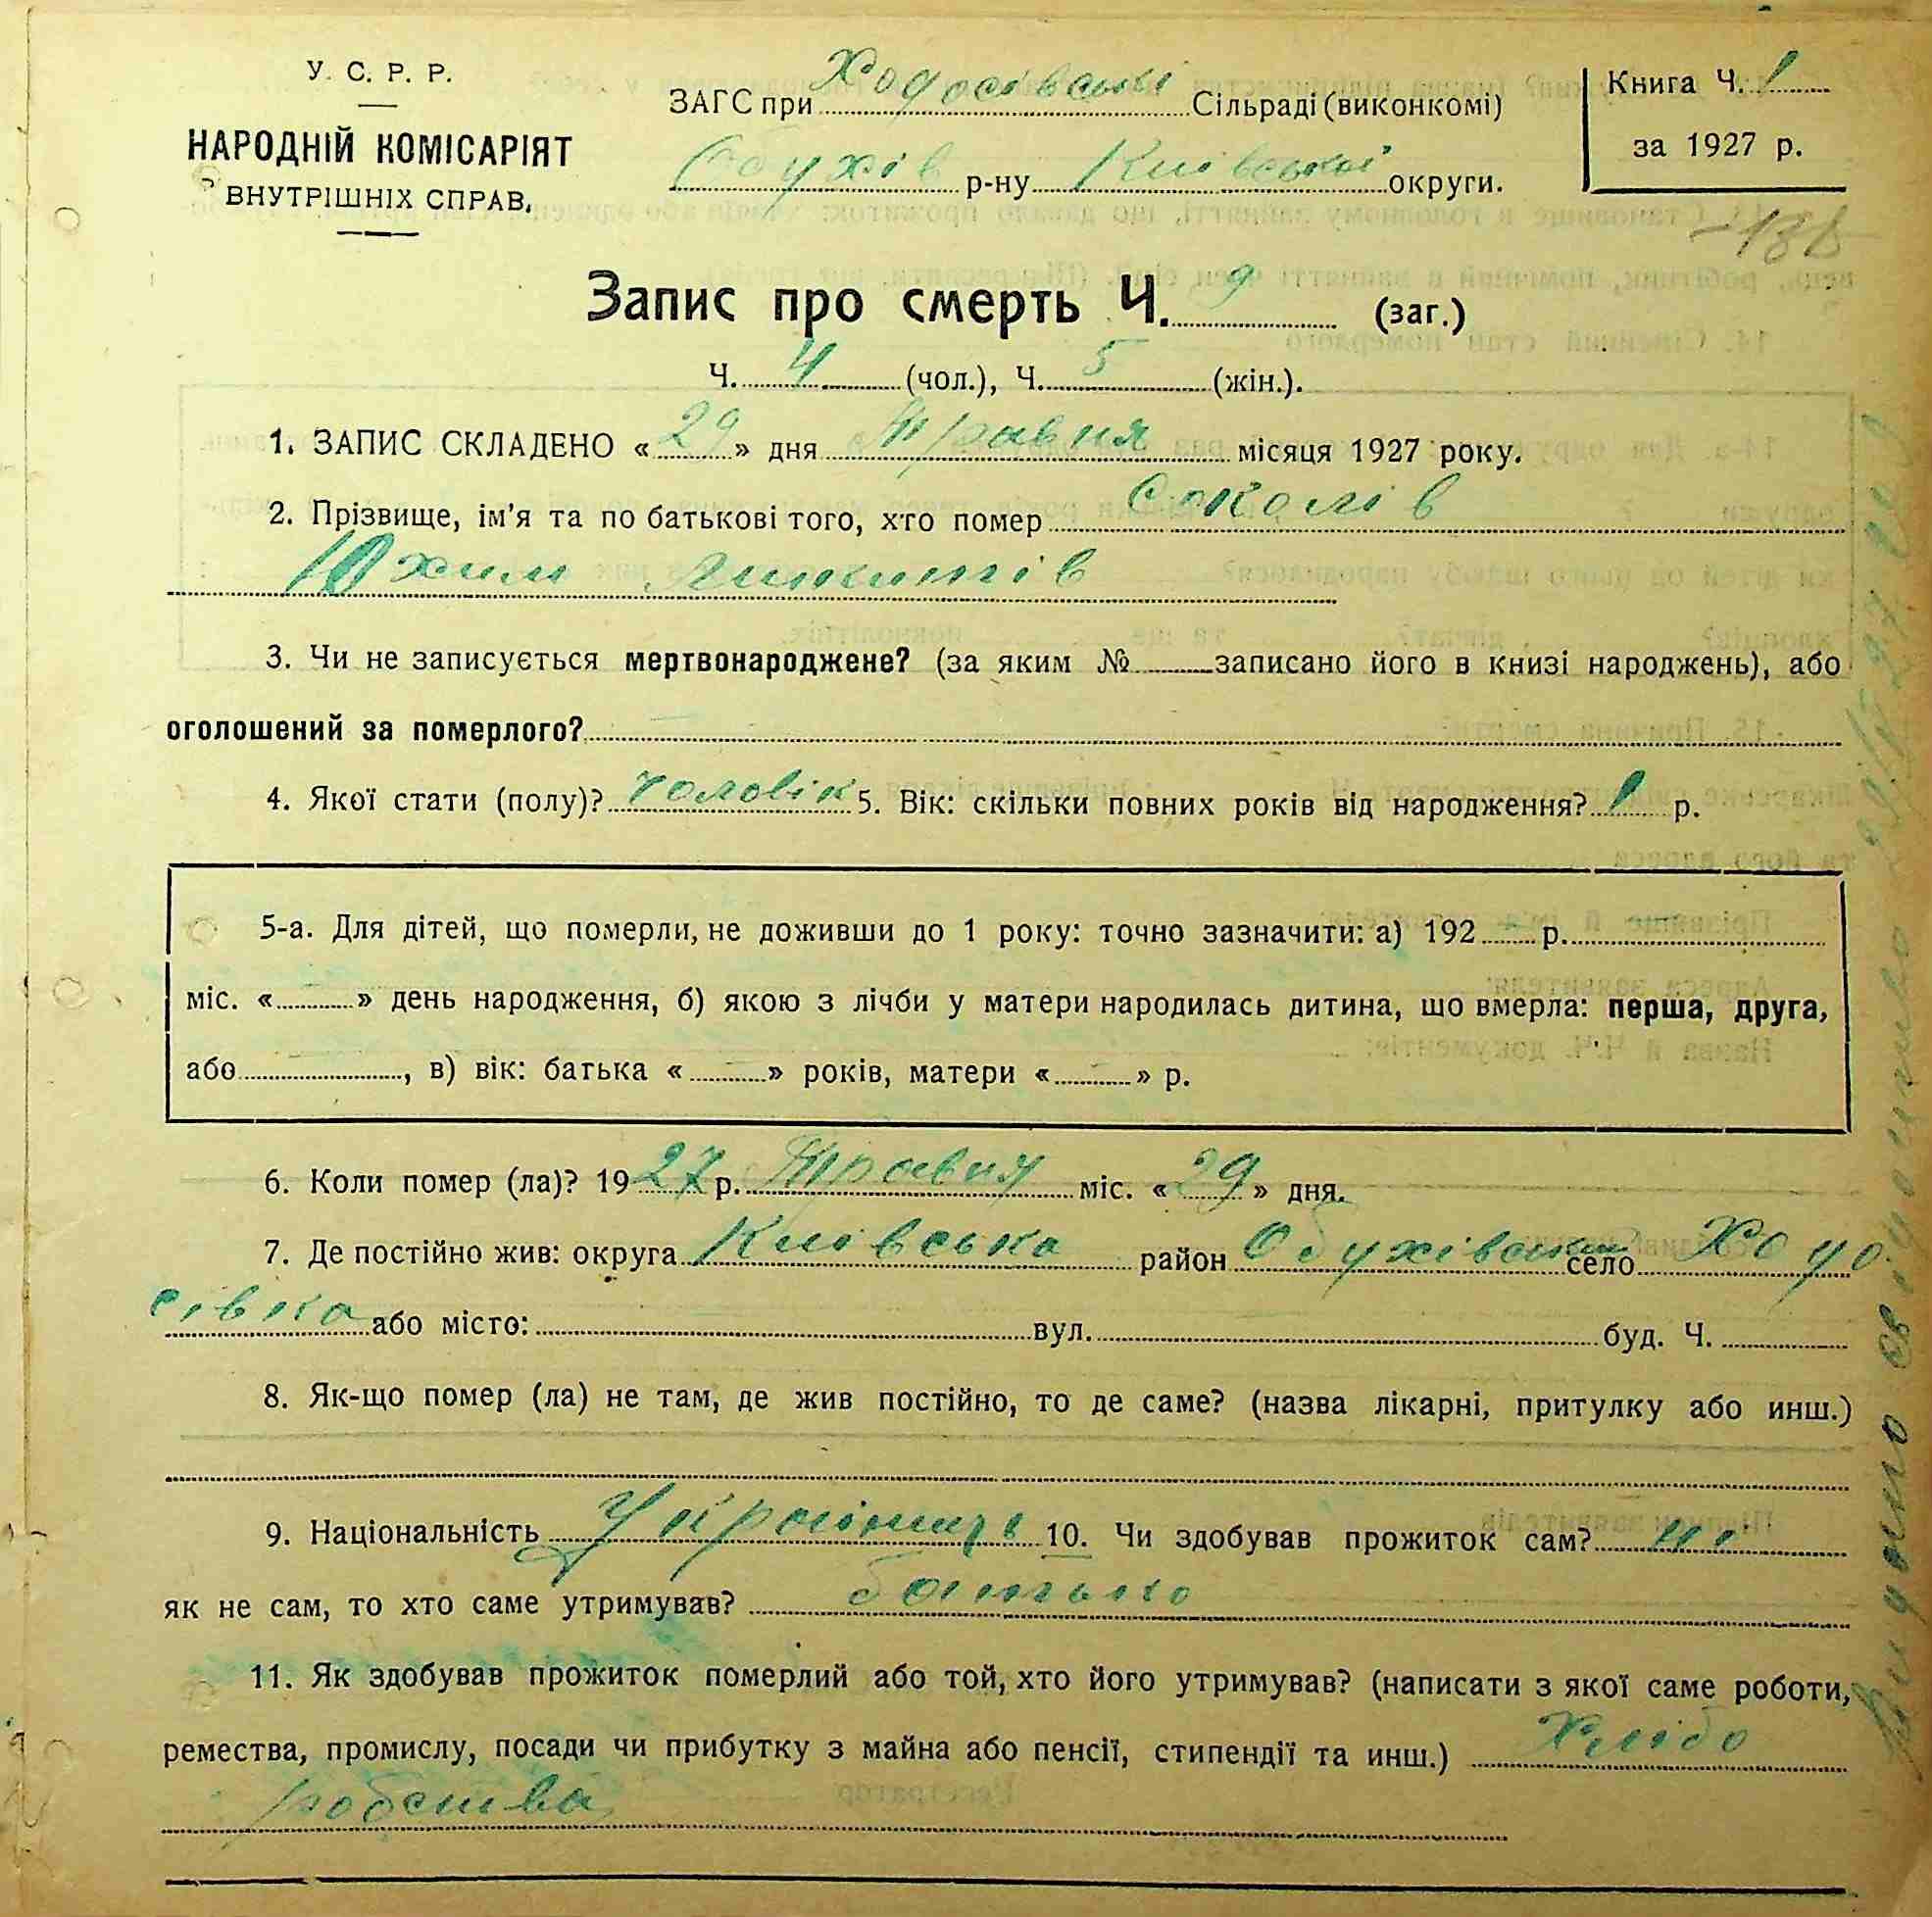 У. С. Р. Р.
НАРОДНІЙ КОМІСАРІЯТ
ВНУТРІШНІХ СПРАВ.
ЗАГС при Ходосівські Сільраді (виконкомі)
Обухів р-ну Київської округи.
Книга Ч. 1
за 1927 р.
Запис про смерть Ч. 9 (заг.)
Ч. 4 (чол.), Ч. 5 (жін.).
1. ЗАПИС СКЛАДЕНО « 29 » дня Травня місяця 1927 року.
2. Прізвище, ім'я та по батькові того, хто помер Соколів
Юхим
3. Чи не записується мертвонароджене? (за яким № записано його в книзі народжень), або
оголошений за померлого?
4. Якої стати (полу)? чоловік 5. Вік: скільки повних років від народження? 1 р.
5-а. Для дітей, що померли, не доживши до 1 року: точно зазначити: а) 192 р.
міс. « » день народження, б) якою з лічби у матери народилась дитина, що вмерла: перша, друга,
або , в) вік: батька « » років, матери « » р.
6. Коли помер (ла)? 1927 р. Травня міс. « 29 » дня.
7. Де постійно жив: округа Київська район Обухівськ село Ходо
сівка або місто: вул. буд. Ч.
8. Як-що помер (ла) не там, де жив постійно, то де саме? (назва лікарні, притулку або инш.)
9. Національність Українців 10. Чи здобував прожиток сам? ні
як не сам, то хто саме утримував? батько
11. Як здобував прожиток померлий або той, хто його утримував? (написати з якої саме роботи,
ремества, промислу, посади чи прибутку з майна або пенсії, стипендії та инш.) Хлібо
робства